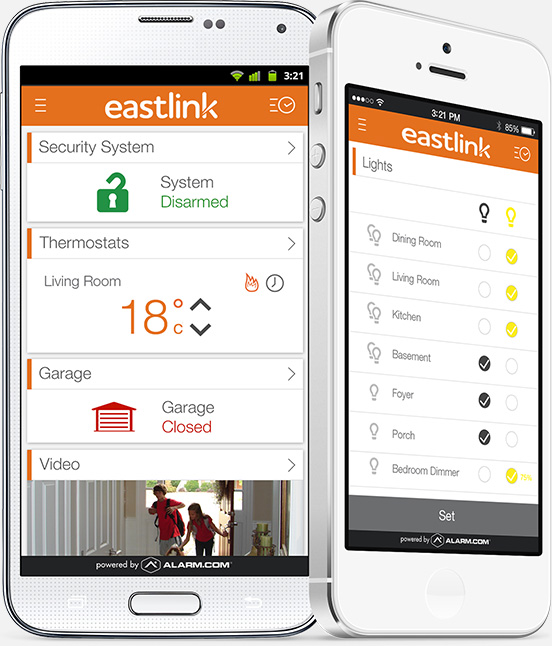 3:21
eastlink
Security System
System
Disarmed
Thermostats
Living Room
18°c
Garage
Garage
Closed
Video
powered by ALARM.COM
3:21 PM
85%
eastlink
Lights
Dining Room
Living Room
Kitchen
Basement
Foyer
Porch
Bedroom Dimmer
75%
Set
powered by ALARM.COM